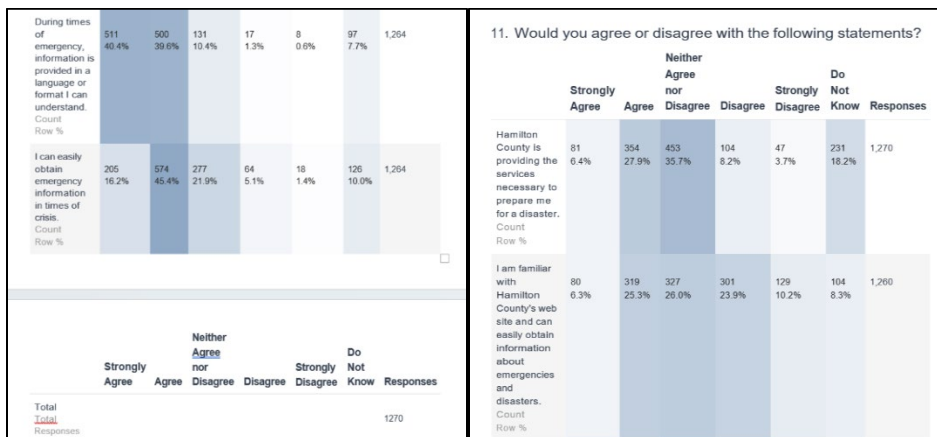 During times
of
emergency,
information is
provided in a
language or
format I can
understand.
Count
Row %
511 500 131 17 8 97 1,264
40.4% 39.6% 10.4% 1.3% 0.6% 7.7%
I can easily
obtain
emergency
information
in times of
crisis.
Count
Row %
205 574 277 64 18 126 1,264
16.2% 45.4% 21.9% 5.1% 1.4% 10.0%
Strongly
Agree
Agree
Neither
Agree
nor
Disagree
Disagree
Strongly
Disagree
Do
Not
Know
Responses
Total
Total
Responses
1270
11. Would you agree or disagree with the following statements?
Strongly
Agree
Agree
Neither
Agree
nor
Disagree
Disagree
Strongly
Disagree
Do
Not
Know
Responses
Hamilton
County is
providing the
services
necessary to
prepare me
for a disaster.
Count
Row %
81 354 453 104 47 231 1,270
6.4% 27.9% 35.7% 8.2% 3.7% 18.2%
I am familiar
with
Hamilton
County's web
site and can
easily obtain
information
about
emergencies
and
disasters.
Count
Row %
80 319 327 301 129 104 1,260
6.3% 25.3% 26.0% 23.9% 10.2% 8.3%